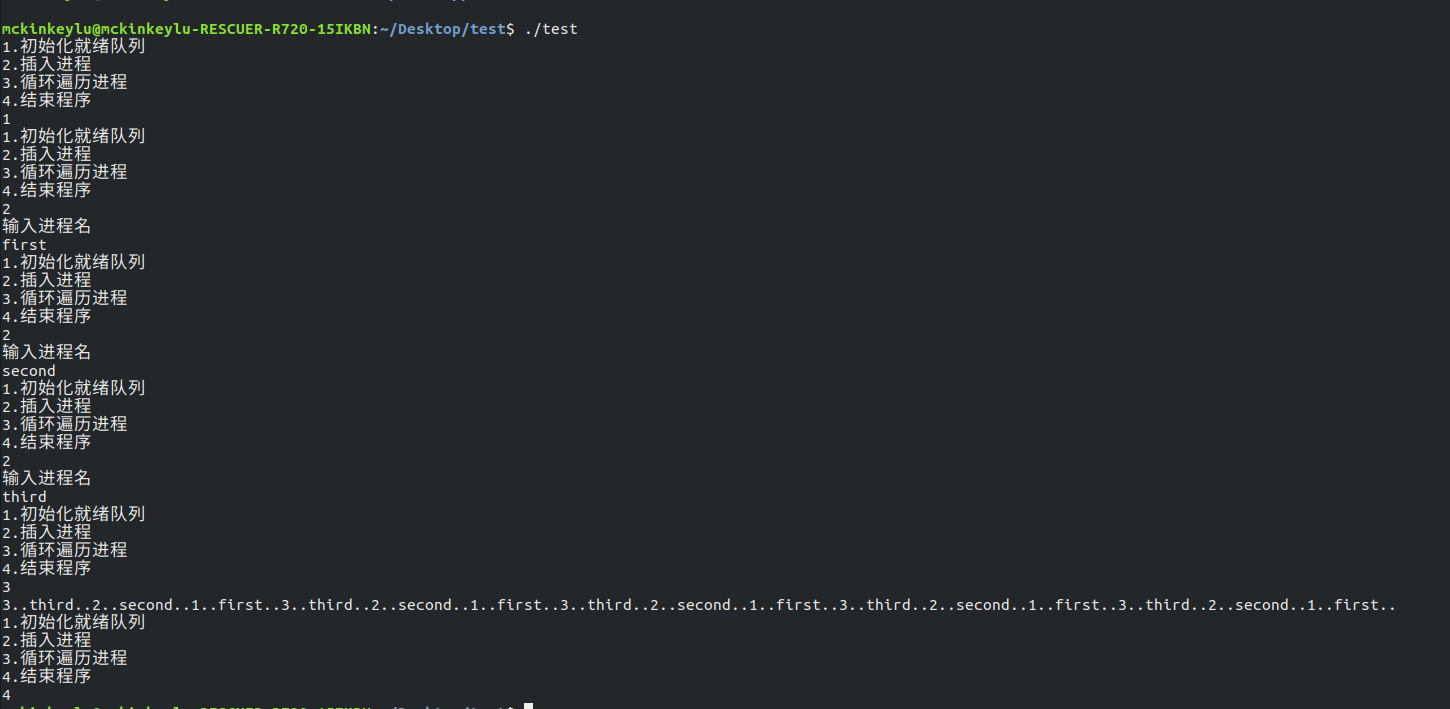 mckinkeylu@mckinkeylu-RESCUER-R720-15IKBN:~/Desktop/test$ ./test
1.初始化就绪队列
2.插入进程
3.循环遍历进程
4.结束程序
1
1.初始化就绪队列
2.插入进程
3.循环遍历进程
4.结束程序
2
输入进程名
first
1.初始化就绪队列
2.插入进程
3.循环遍历进程
4.结束程序
2
输入进程名
second
1.初始化就绪队列
2.插入进程
3.循环遍历进程
4.结束程序
2
输入进程名
third
1.初始化就绪队列
2.插入进程
3.循环遍历进程
4.结束程序
3
3..third..2..second..1..first..3..third..2..second..1..first..3..third..2..second..1..first..3..third..2..second..1..first..3..third..2..second..1..first..
1.初始化就绪队列
2.插入进程
3.循环遍历进程
4.结束程序
4